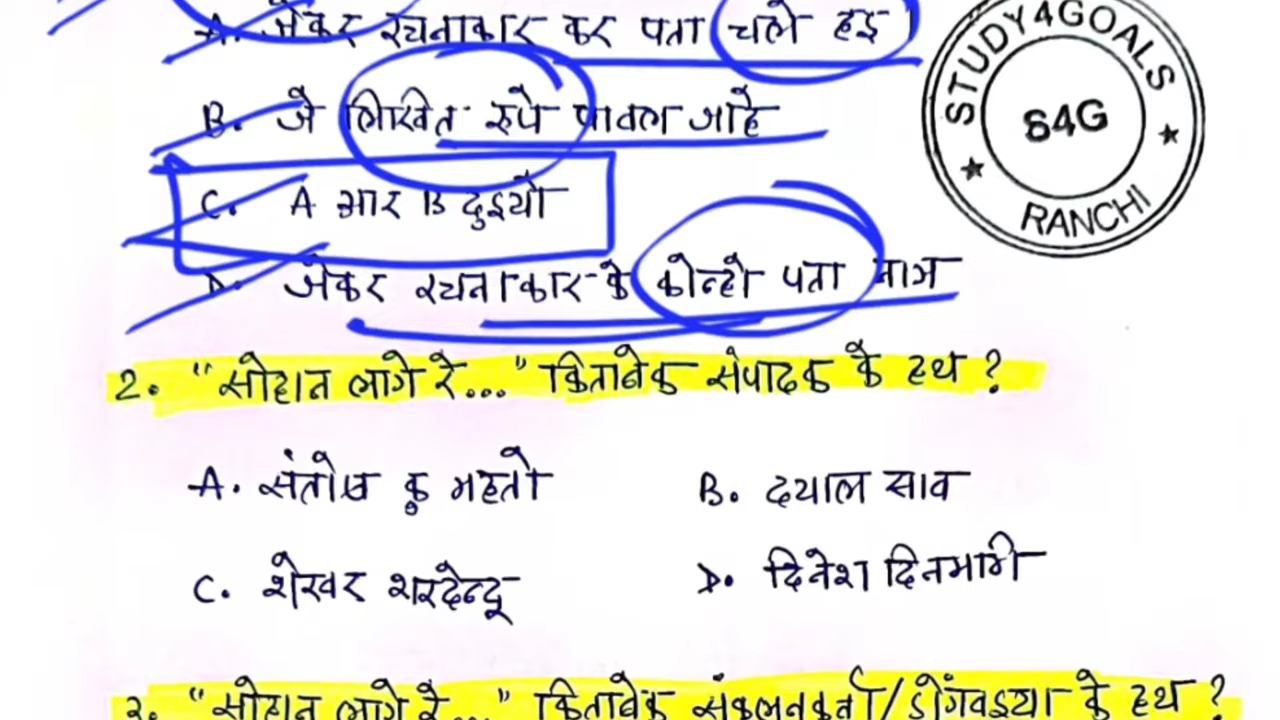 A. जेकर रचनाकार कर पता चले हइ।
B. जे लिखित रुपे पावल जाहे
C. A आर B दुइयो
D. जेकर रचनाकार के कोन्हो पता नाञ
STUDY4GOALS
S4G
RANCHI
2. "सोहान लागे रे..." किताबेक संपादक के हथ ?
A. संतोष कु महतो
B. दयाल साव
C. शेखर शरदेन्दू
D. दिनेश दिनमणि
3. "सोहान लागे रे..." किताबेक संकलनकर्ता/डोंगवइया के हथ ?